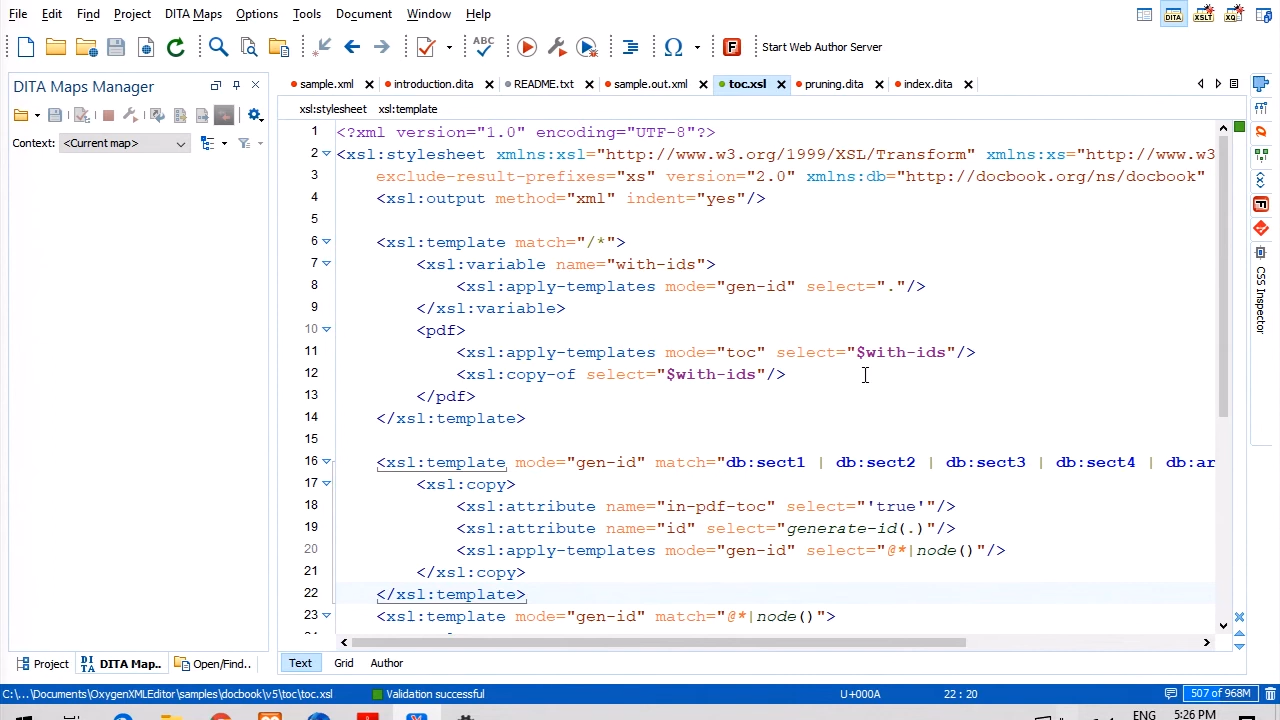 File Edit Find Project DITA Maps Options Tools Document Window Help
DITA XSLT XQ
ABC Ω F Start Web Author Server
DITA Maps Manager
sample.xml introduction.dita README.txt sample.out.xml toc.xsl pruning.dita index.dita
xsl:stylesheet xsl:template
Context: <Current map>
1 <?xml version="1.0" encoding="UTF-8"?>
2 <xsl:stylesheet xmlns:xsl="http://www.w3.org/1999/XSL/Transform" xmlns:xs="http://www.w3
3 exclude-result-prefixes="xs" version="2.0" xmlns:db="http://docbook.org/ns/docbook"
4 <xsl:output method="xml" indent="yes"/>
5
6 <xsl:template match="/*">
7 <xsl:variable name="with-ids">
8 <xsl:apply-templates mode="gen-id" select="."/>
9 </xsl:variable>
10 <pdf>
11 <xsl:apply-templates mode="toc" select="$with-ids"/>
12 <xsl:copy-of select="$with-ids"/>
13 </pdf>
14 </xsl:template>
15
16 <xsl:template mode="gen-id" match="db:sect1 | db:sect2 | db:sect3 | db:sect4 | db:ar
17 <xsl:copy>
18 <xsl:attribute name="in-pdf-toc" select="'true'"/>
19 <xsl:attribute name="id" select="generate-id(.)"/>
20 <xsl:apply-templates mode="gen-id" select="@*|node()"/>
21 </xsl:copy>
22 </xsl:template>
23 <xsl:template mode="gen-id" match="@*|node()">
CSS Inspector
Text Grid Author
Project DITA Map.. Open/Find..
C:\...\Documents\OxygenXMLEditor\samples\docbook\v5\toc\toc.xsl Validation successful U+000A 22 : 20 507 of 968M
ENG 5:26 PM